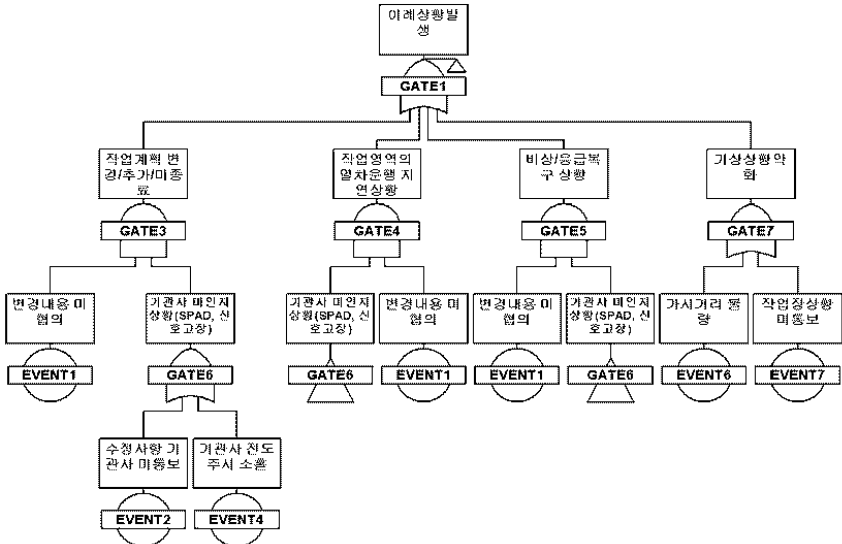 이례상황발
생
GATE1
작업계획 변
경/추가/미종
료
작업영역의
열차운행 지
연상황
비상/응급복
구 상황
기상상황악
화
GATE3
GATE4
GATE5
GATE7
변경내용 미
협의
기관사 미인지
상황(SPAD, 신
호고장)
기관사 미인지
상황(SPAD, 신
호고장)
변경내용 미
협의
변경내용 미
협의
기관사 미인지
상황(SPAD, 신
호고장)
가시거리 불
량
작업장상황
미통보
EVENT1
GATE6
GATE6
EVENT1
EVENT1
GATE6
EVENT6
EVENT7
수정사항 기
관사 미통보
기관사 전도
주시 소홀
EVENT2
EVENT4